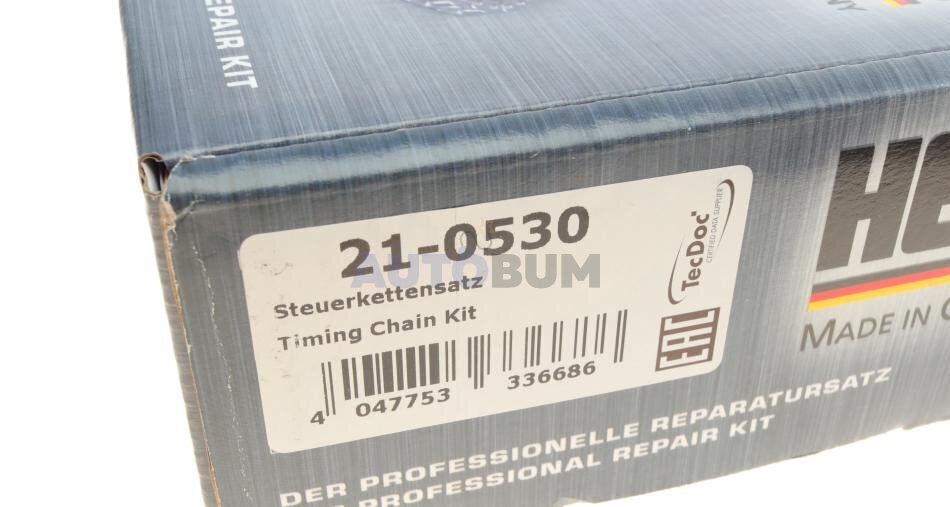 REPAIR KIT
21-0530
AUTOBUM
Steuerkettensatz
Timing Chain Kit
4 047753 336686
TecDoc
CERTIFIED DATA SUPPLIER
EAC
MADE IN
DER PROFESSIONELLE REPARATURSATZ
PROFESSIONAL REPAIR KIT